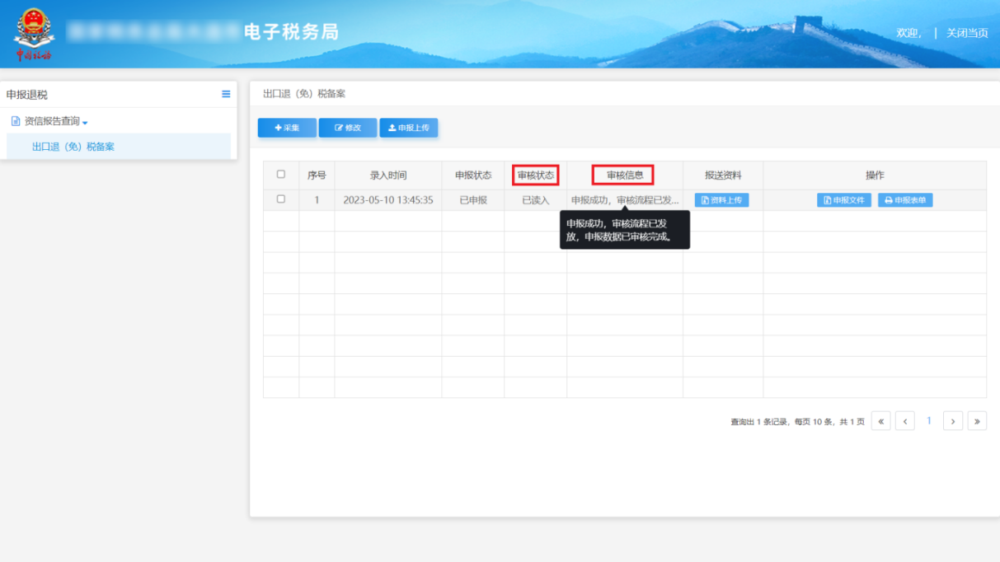 电子税务局
欢迎， | 关闭当页
中国税务
申报退税
资信报告查询
出口退（免）税备案
出口退（免）税备案
采集 修改 申报上传
序号 录入时间 申报状态 审核状态 审核信息 报送资料 操作
1 2023-05-10 13:45:35 已申报 已读入 申报成功，审核流程已发... 资料上传 申报文件 申报表单
申报成功，审核流程已发
放，申报数据已审核完成。
查询出 1 条记录，每页 10 条，共 1 页 « ‹ 1 › »